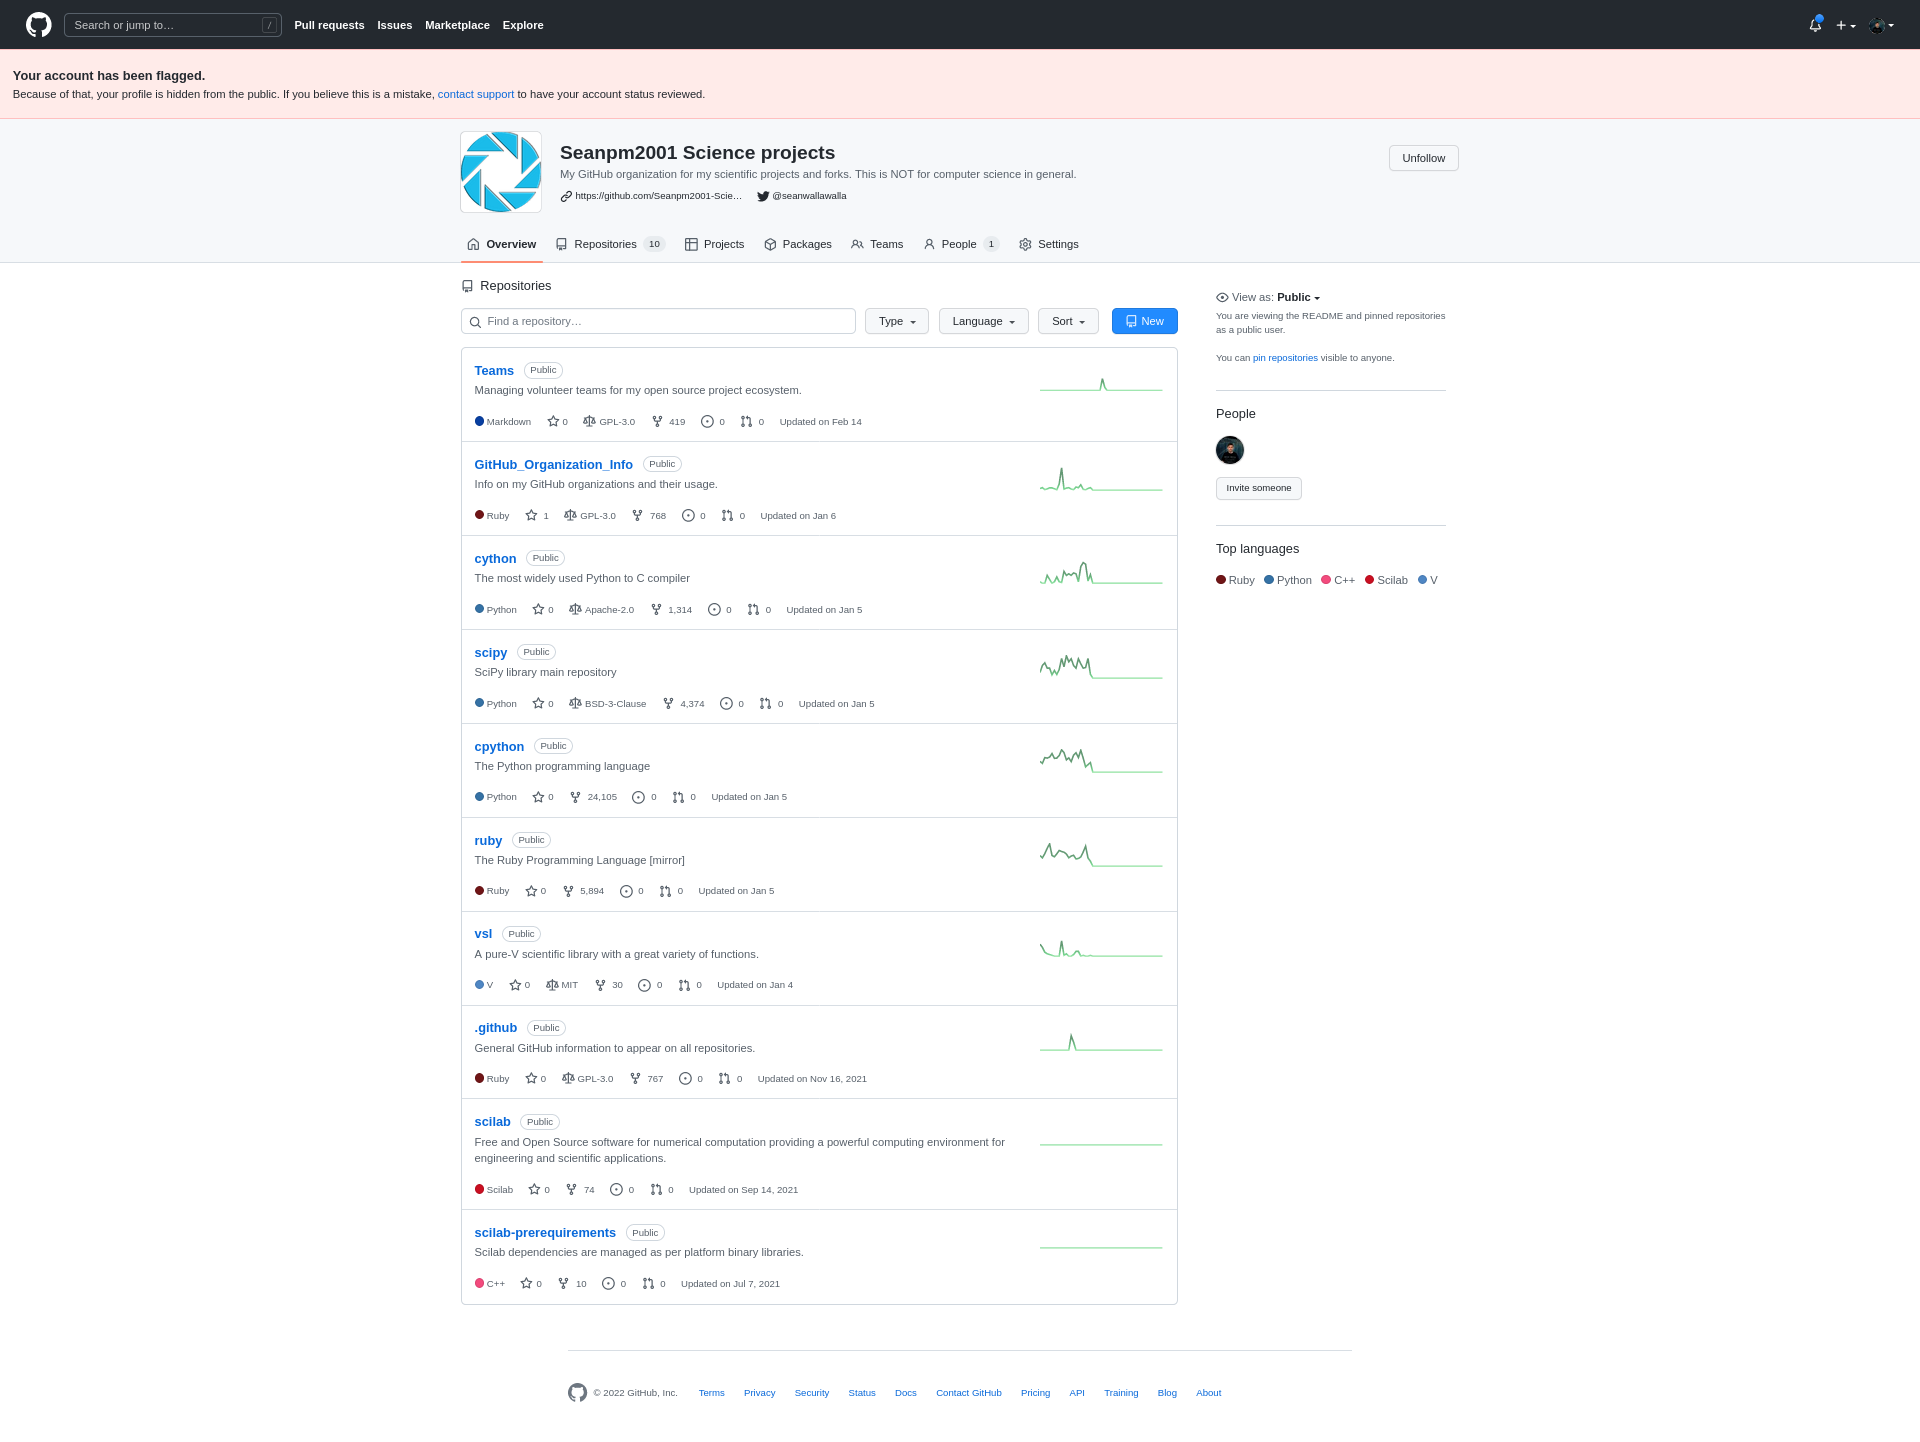 Search or jump to…
/
Pull requests
Issues
Marketplace
Explore
Your account has been flagged.
Because of that, your profile is hidden from the public. If you believe this is a mistake, contact support to have your account status reviewed.
Seanpm2001 Science projects
Unfollow
My GitHub organization for my scientific projects and forks. This is NOT for computer science in general.
https://github.com/Seanpm2001-Scie…
@seanwallawalla
Overview
Repositories 10
Projects
Packages
Teams
People 1
Settings
Repositories
Find a repository…
Type
Language
Sort
New
Teams Public
Managing volunteer teams for my open source project ecosystem.
Markdown 0 GPL-3.0 419 0 0 Updated on Feb 14
GitHub_Organization_Info Public
Info on my GitHub organizations and their usage.
Ruby 1 GPL-3.0 768 0 0 Updated on Jan 6
cython Public
The most widely used Python to C compiler
Python 0 Apache-2.0 1,314 0 0 Updated on Jan 5
scipy Public
SciPy library main repository
Python 0 BSD-3-Clause 4,374 0 0 Updated on Jan 5
cpython Public
The Python programming language
Python 0 24,105 0 0 Updated on Jan 5
ruby Public
The Ruby Programming Language [mirror]
Ruby 0 5,894 0 0 Updated on Jan 5
vsl Public
A pure-V scientific library with a great variety of functions.
V 0 MIT 30 0 0 Updated on Jan 4
.github Public
General GitHub information to appear on all repositories.
Ruby 0 GPL-3.0 767 0 0 Updated on Nov 16, 2021
scilab Public
Free and Open Source software for numerical computation providing a powerful computing environment for
engineering and scientific applications.
Scilab 0 74 0 0 Updated on Sep 14, 2021
scilab-prerequirements Public
Scilab dependencies are managed as per platform binary libraries.
C++ 0 10 0 0 Updated on Jul 7, 2021
View as: Public
You are viewing the README and pinned repositories
as a public user.
You can pin repositories visible to anyone.
People
Invite someone
Top languages
Ruby Python C++ Scilab V
© 2022 GitHub, Inc.
Terms
Privacy
Security
Status
Docs
Contact GitHub
Pricing
API
Training
Blog
About